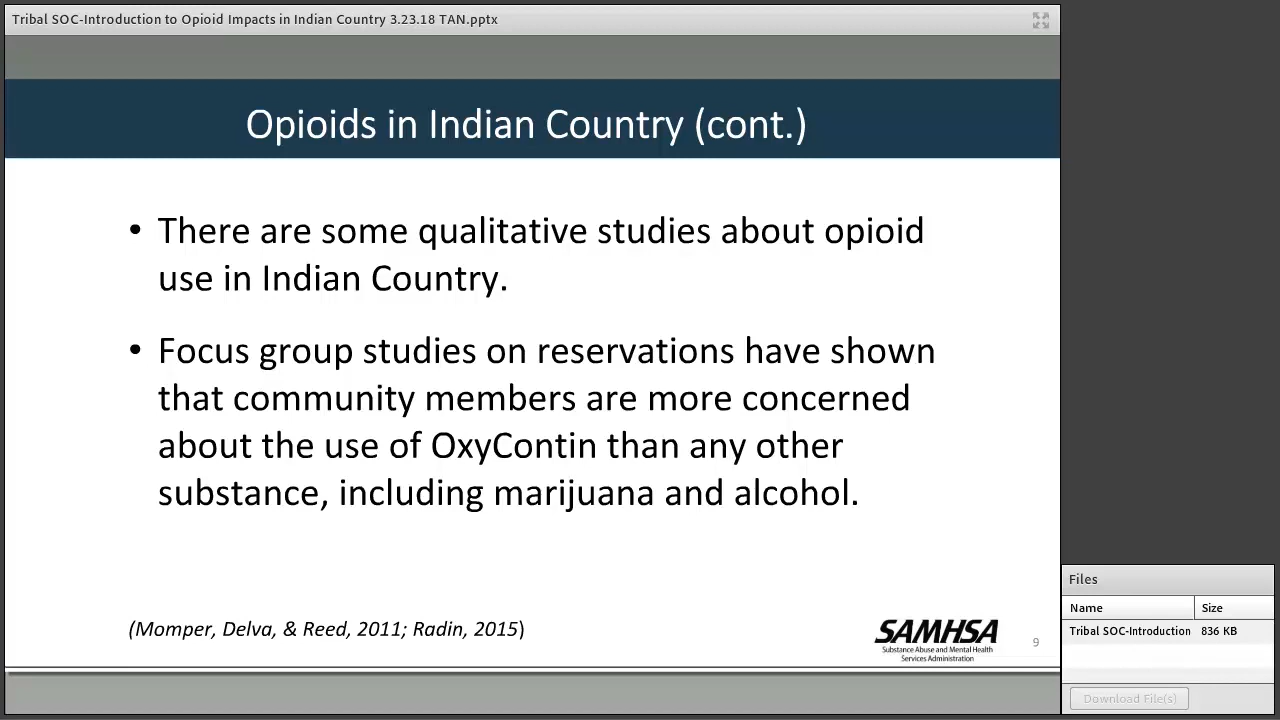 Tribal SOC-Introduction to Opioid Impacts in Indian Country 3.23.18 TAN.pptx
Opioids in Indian Country (cont.)
• There are some qualitative studies about opioid
use in Indian Country.
• Focus group studies on reservations have shown
that community members are more concerned
about the use of OxyContin than any other
substance, including marijuana and alcohol.
(Momper, Delva, & Reed, 2011; Radin, 2015)
SAMHSA
Substance Abuse and Mental Health
Services Administration
9
Files
Name Size
Tribal SOC-Introduction 836 KB
Download File(s)